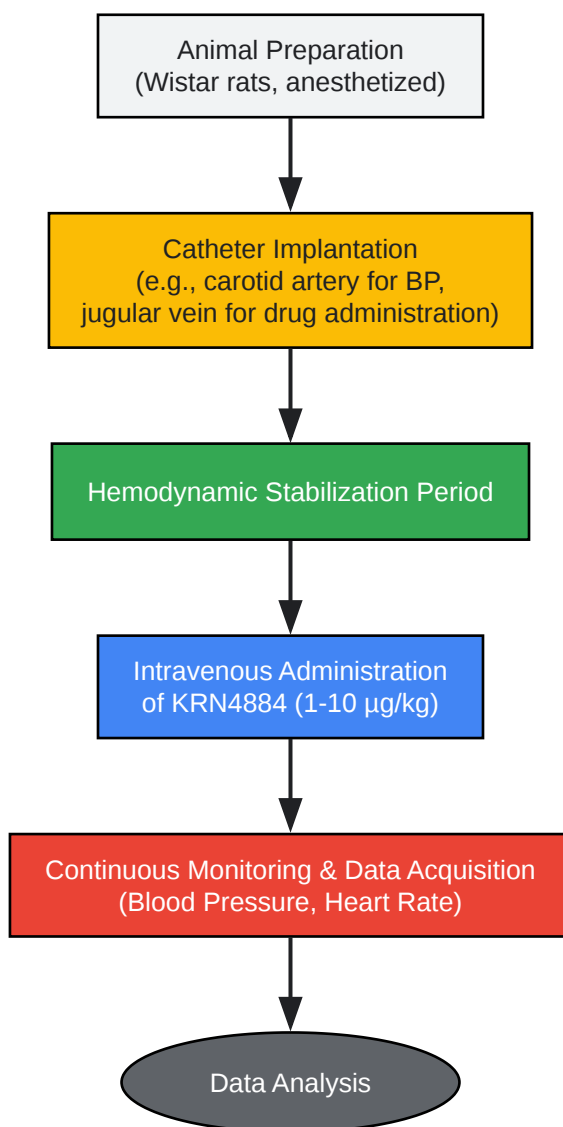 Animal Preparation
(Wistar rats, anesthetized)
Catheter Implantation
(e.g., carotid artery for BP,
jugular vein for drug administration)
Hemodynamic Stabilization Period
Intravenous Administration
of KRN4884 (1-10 µg/kg)
Continuous Monitoring & Data Acquisition
(Blood Pressure, Heart Rate)
Data Analysis